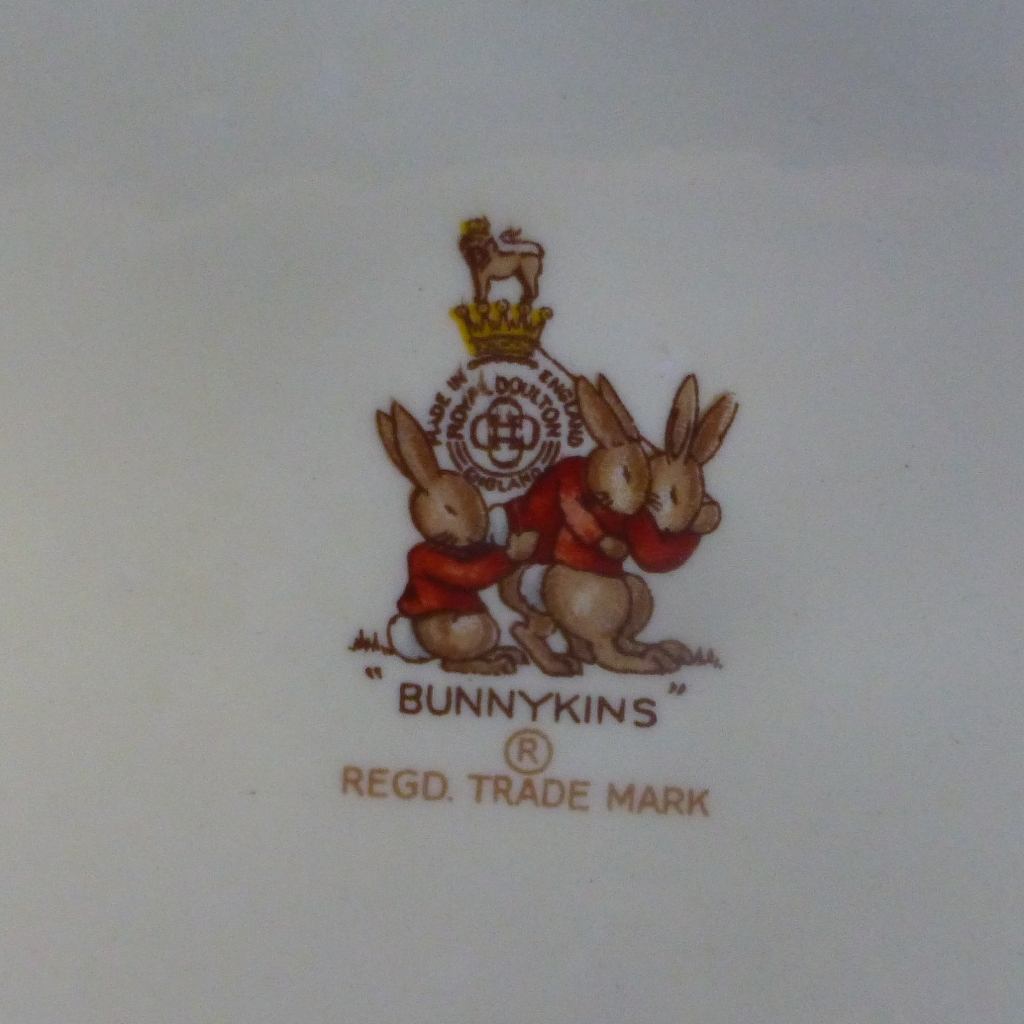 MADE IN ENGLAND
ROYAL DOULTON
ENGLAND
"BUNNYKINS"
®
REGD. TRADE MARK